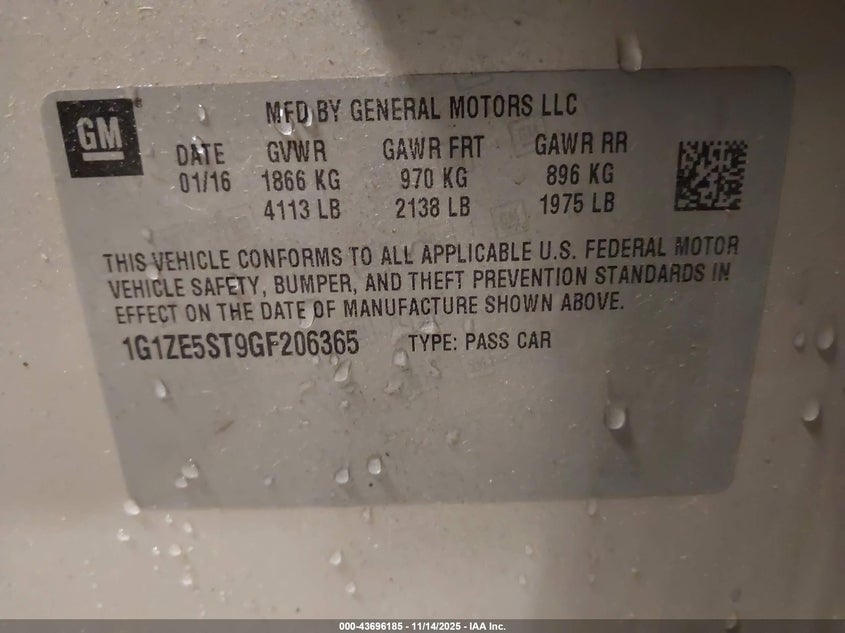 GM
MFD BY GENERAL MOTORS LLC
DATE GVWR GAWR FRT GAWR RR
01/16 1866 KG 970 KG 896 KG
4113 LB 2138 LB 1975 LB
THIS VEHICLE CONFORMS TO ALL APPLICABLE U.S. FEDERAL MOTOR
VEHICLE SAFETY, BUMPER, AND THEFT PREVENTION STANDARDS IN
EFFECT ON THE DATE OF MANUFACTURE SHOWN ABOVE.
1G1ZE5ST9GF206365 TYPE: PASS CAR
000-43696185 - 11/14/2025 - IAA Inc.